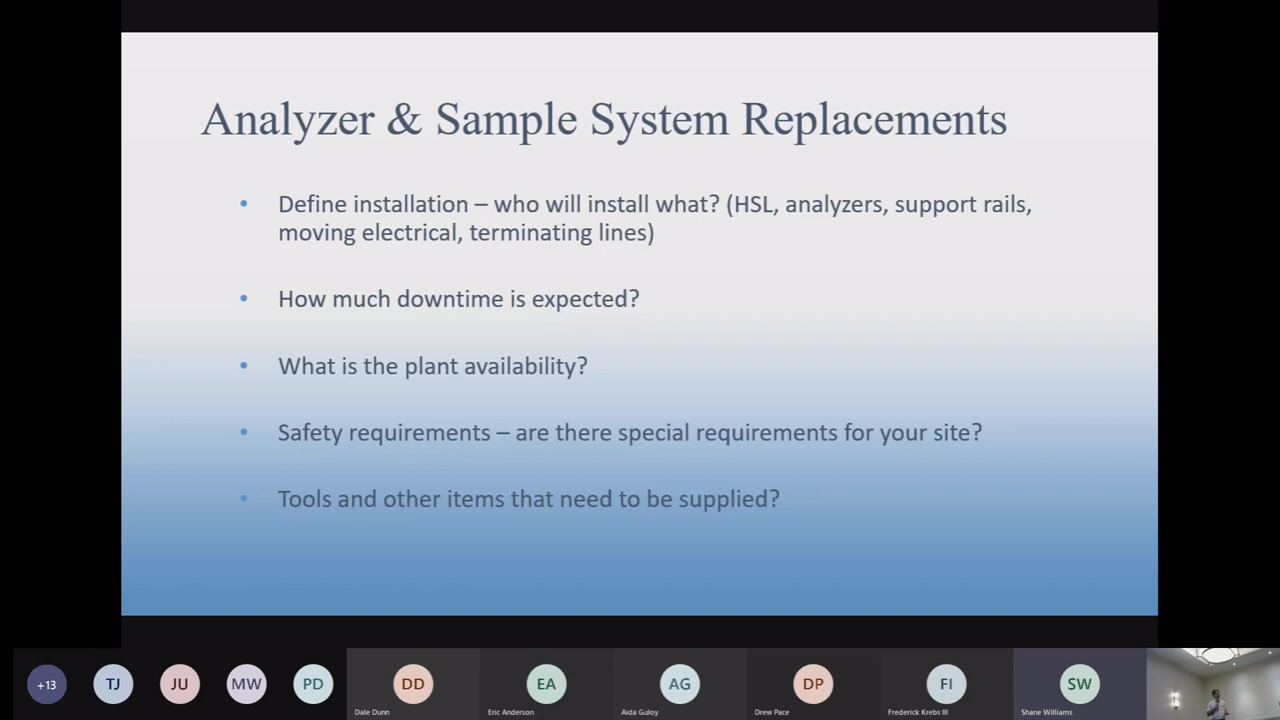 Analyzer & Sample System Replacements
• Define installation – who will install what? (HSL, analyzers, support rails,
moving electrical, terminating lines)
• How much downtime is expected?
• What is the plant availability?
• Safety requirements – are there special requirements for your site?
• Tools and other items that need to be supplied?
+13
TJ
JU
MW
PD
DD
Dale Dunn
EA
Eric Anderson
AG
Aida Guloy
DP
Drew Pace
FI
Frederick Krebs III
SW
Shane Williams